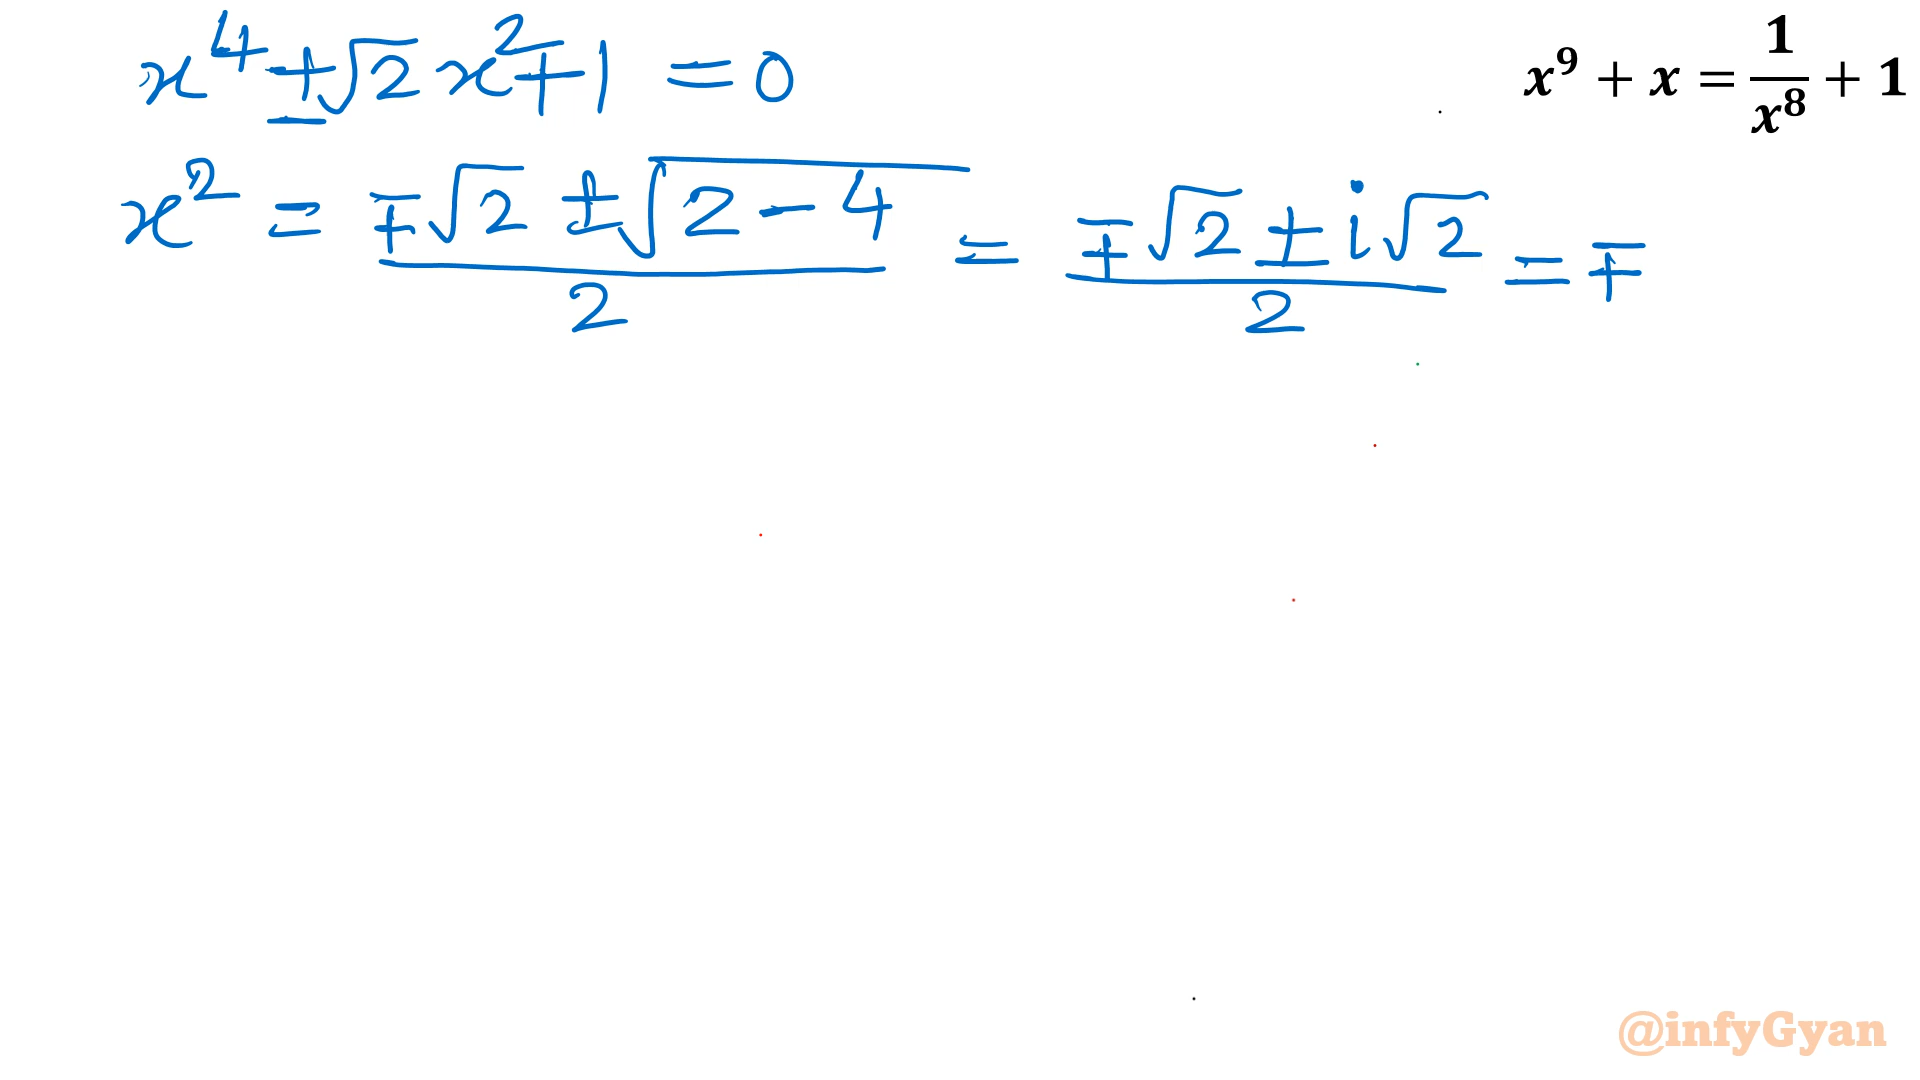 x⁴ ± √2 x² + 1 = 0
x⁹ + x = 1/x⁸ + 1
x² = (∓√2 ± √(2 − 4))/2 = (∓√2 ± i√2)/2 = ∓
@infyGyan